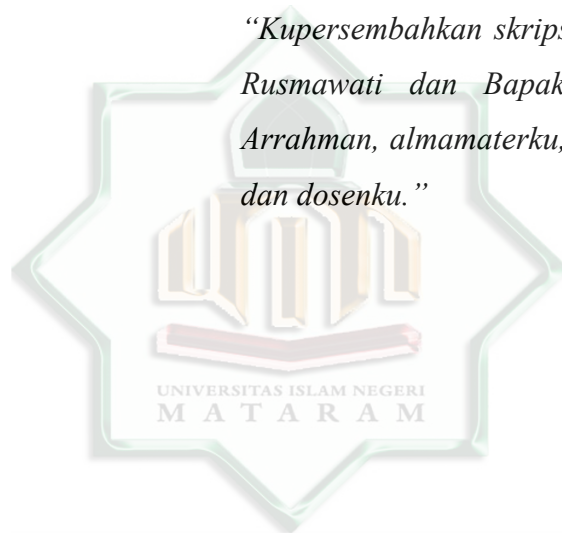 “Kupersembahkan skrips
Rusmawati dan Bapak
Arrahman, almamaterku,
dan dosenku.”
UNIVERSITAS ISLAM NEGERI
MATARAM